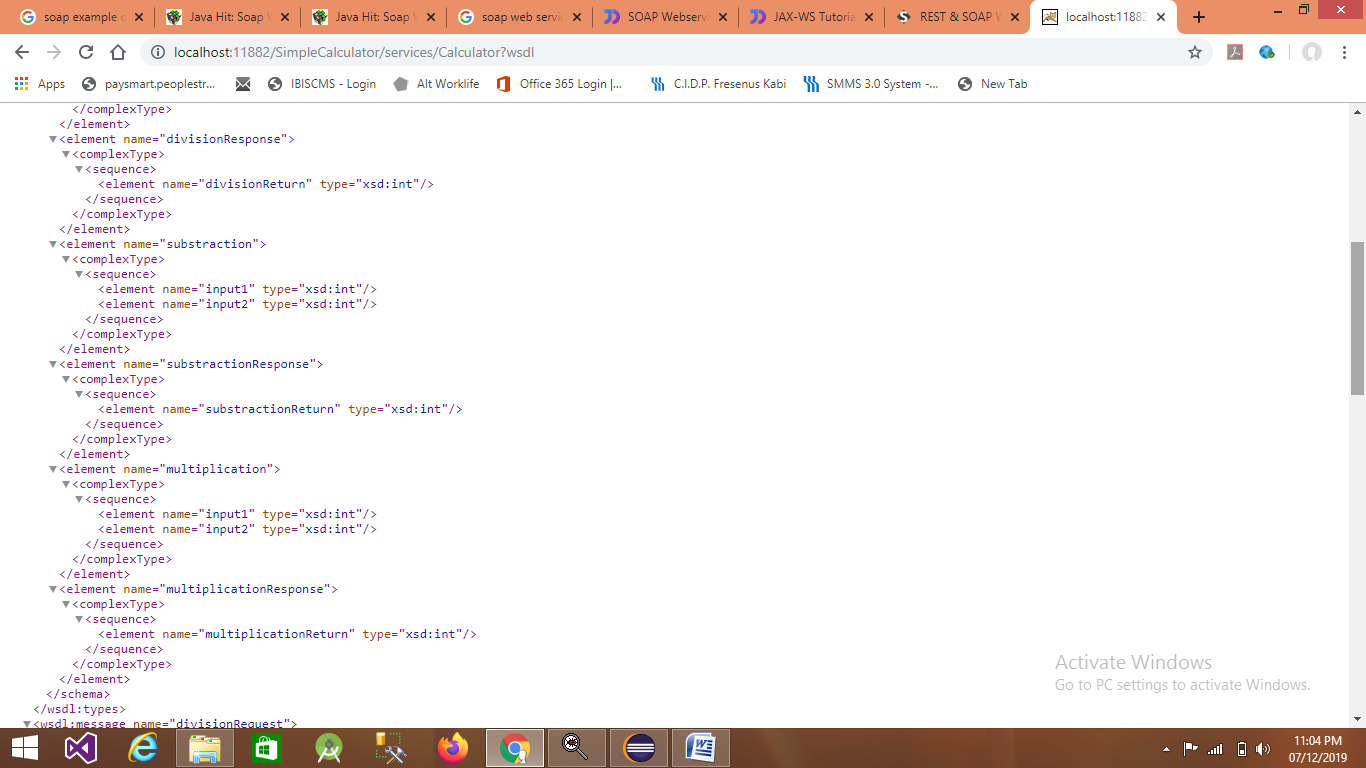 soap example c
Java Hit: Soap W
Java Hit: Soap W
soap web servic
SOAP Webservi
JAX-WS Tutoria
REST & SOAP W
localhost:11882
localhost:11882/SimpleCalculator/services/Calculator?wsdl
Apps
paysmart.peoplestr...
IBISCMS - Login
Alt Worklife
Office 365 Login |...
C.I.D.P. Fresenus Kabi
SMMS 3.0 System -...
New Tab
</complexType>
</element>
<element name="divisionResponse">
<complexType>
<sequence>
<element name="divisionReturn" type="xsd:int"/>
</sequence>
</complexType>
</element>
<element name="substraction">
<complexType>
<sequence>
<element name="input1" type="xsd:int"/>
<element name="input2" type="xsd:int"/>
</sequence>
</complexType>
</element>
<element name="substractionResponse">
<complexType>
<sequence>
<element name="substractionReturn" type="xsd:int"/>
</sequence>
</complexType>
</element>
<element name="multiplication">
<complexType>
<sequence>
<element name="input1" type="xsd:int"/>
<element name="input2" type="xsd:int"/>
</sequence>
</complexType>
</element>
<element name="multiplicationResponse">
<complexType>
<sequence>
<element name="multiplicationReturn" type="xsd:int"/>
</sequence>
</complexType>
</element>
</schema>
</wsdl:types>
<wsdl:message name="divisionRequest">
Activate Windows
Go to PC settings to activate Windows.
11:04 PM
07/12/2019